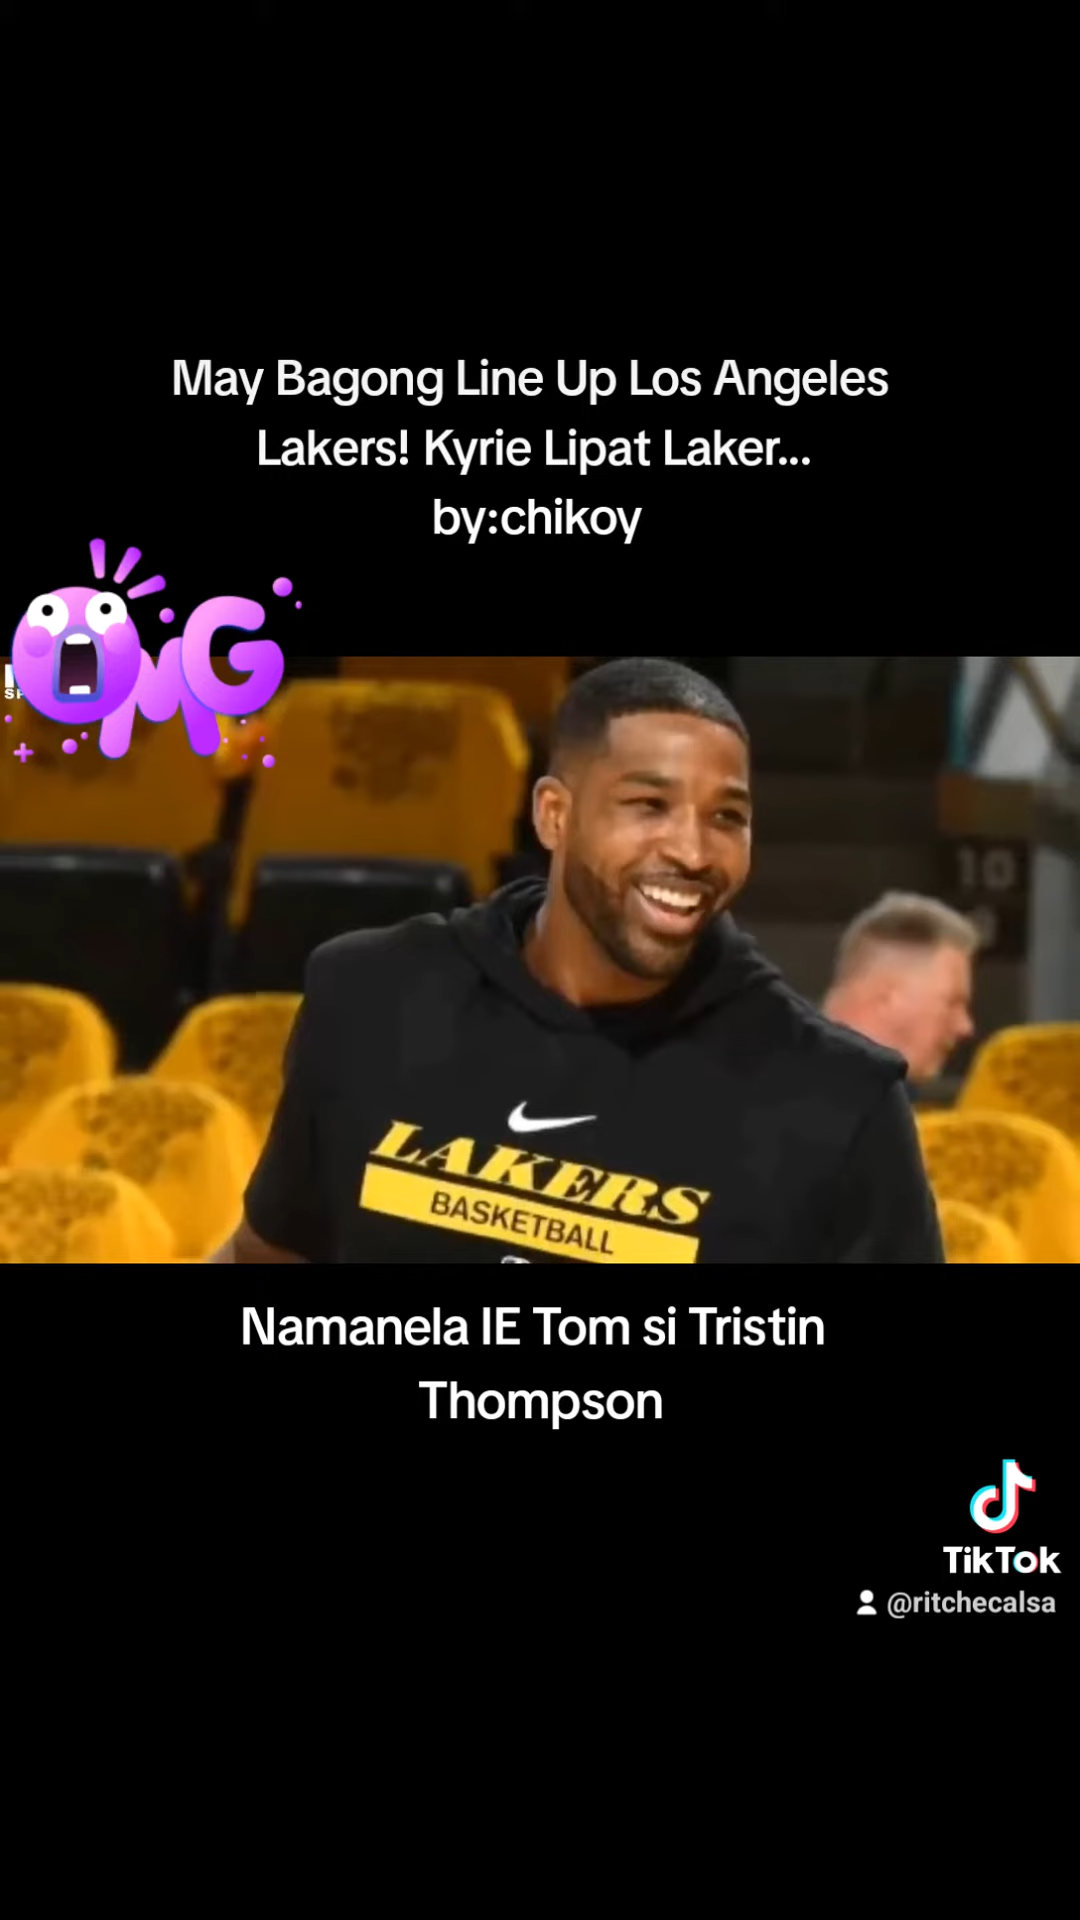 May Bagong Line Up Los Angeles
Lakers! Kyrie Lipat Laker...
by:chikoy
OMG
10
LAKERS
BASKETBALL
Namanela IE Tom si Tristin
Thompson
TikTok
@ritchecalsa